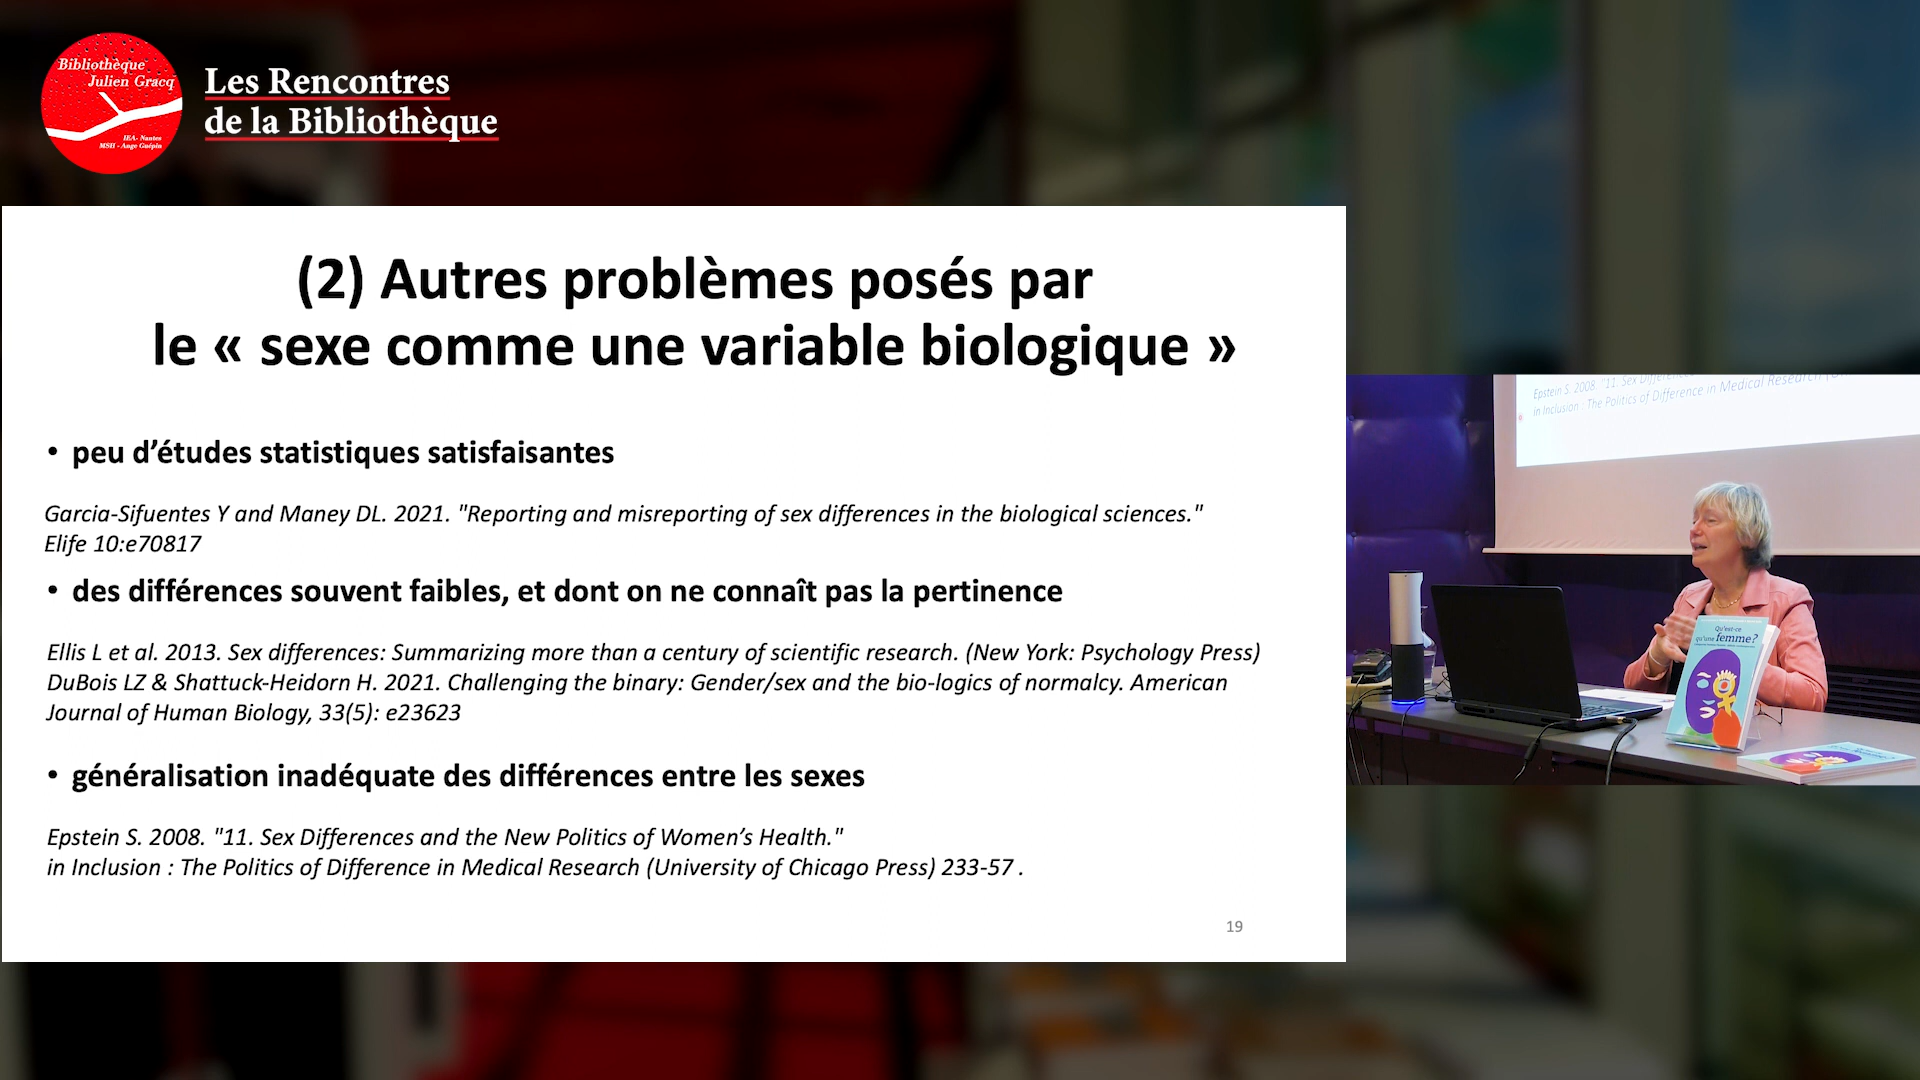 Bibliothèque
Julien Gracq
IEA - Nantes
MSH - Ange Guépin
Les Rencontres
de la Bibliothèque
(2) Autres problèmes posés par
le « sexe comme une variable biologique »
• peu d’études statistiques satisfaisantes
Garcia-Sifuentes Y and Maney DL. 2021. "Reporting and misreporting of sex differences in the biological sciences."
Elife 10:e70817
• des différences souvent faibles, et dont on ne connaît pas la pertinence
Ellis L et al. 2013. Sex differences: Summarizing more than a century of scientific research. (New York: Psychology Press)
DuBois LZ & Shattuck-Heidorn H. 2021. Challenging the binary: Gender/sex and the bio-logics of normalcy. American
Journal of Human Biology, 33(5): e23623
• généralisation inadéquate des différences entre les sexes
Epstein S. 2008. "11. Sex Differences and the New Politics of Women’s Health."
in Inclusion : The Politics of Difference in Medical Research (University of Chicago Press) 233-57 .
19
Epstein S. 2008. "11. Sex Differences
in Inclusion : The Politics of Difference in Medical Research
Qu'est-ce
qu'une femme?